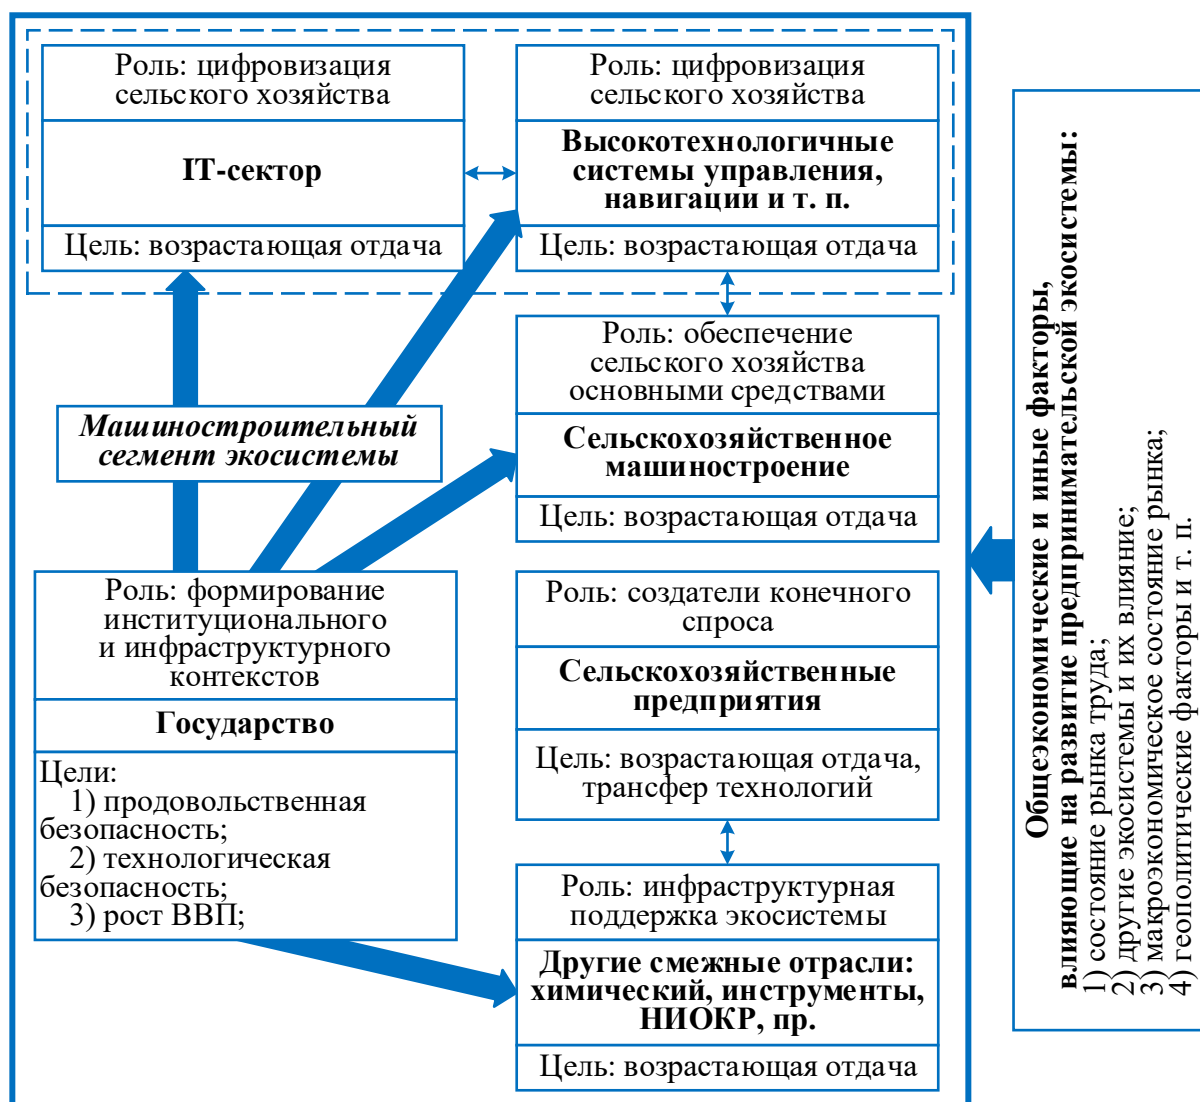 Роль: цифровизация
сельского хозяйства
IT-сектор
Цель: возрастающая отдача
Роль: цифровизация
сельского хозяйства
Высокотехнологичные
системы управления,
навигации и т. п.
Цель: возрастающая отдача
Роль: обеспечение
сельского хозяйства
основными средствами
Сельскохозяйственное
машиностроение
Цель: возрастающая отдача
Машиностроительный
сегмент экосистемы
Роль: формирование
институционального
и инфраструктурного
контекстов
Государство
Цели:
1) продовольственная
безопасность;
2) технологическая
безопасность;
3) рост ВВП;
Роль: создатели конечного
спроса
Сельскохозяйственные
предприятия
Цель: возрастающая отдача,
трансфер технологий
Роль: инфраструктурная
поддержка экосистемы
Другие смежные отрасли:
химический, инструменты,
НИОКР, пр.
Цель: возрастающая отдача
Общеэкономические и иные факторы,
влияющие на развитие предпринимательской экосистемы:
1) состояние рынка труда;
2) другие экосистемы и их влияние;
3) макроэкономическое состояние рынка;
4) геополитические факторы и т. п.